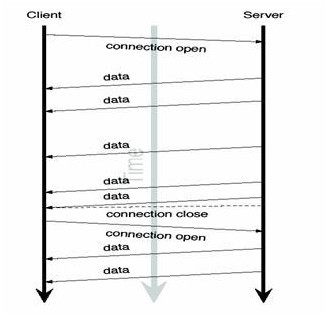 Client
Server
connection open
data
data
data
Time
data
data
connection close
connection open
data
data